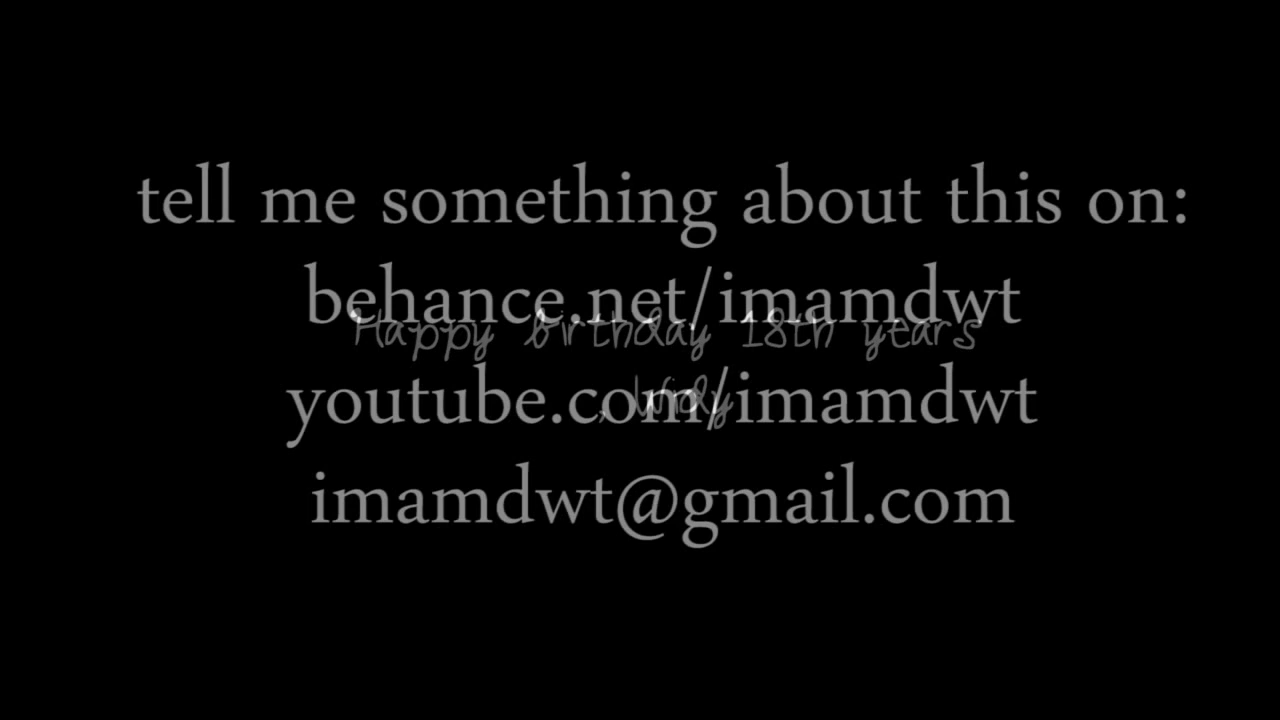 tell me something about this on:
behance.net/imamdwt
Happy birthday 18th years
youtube.com/imamdwt
imamdwt@gmail.com